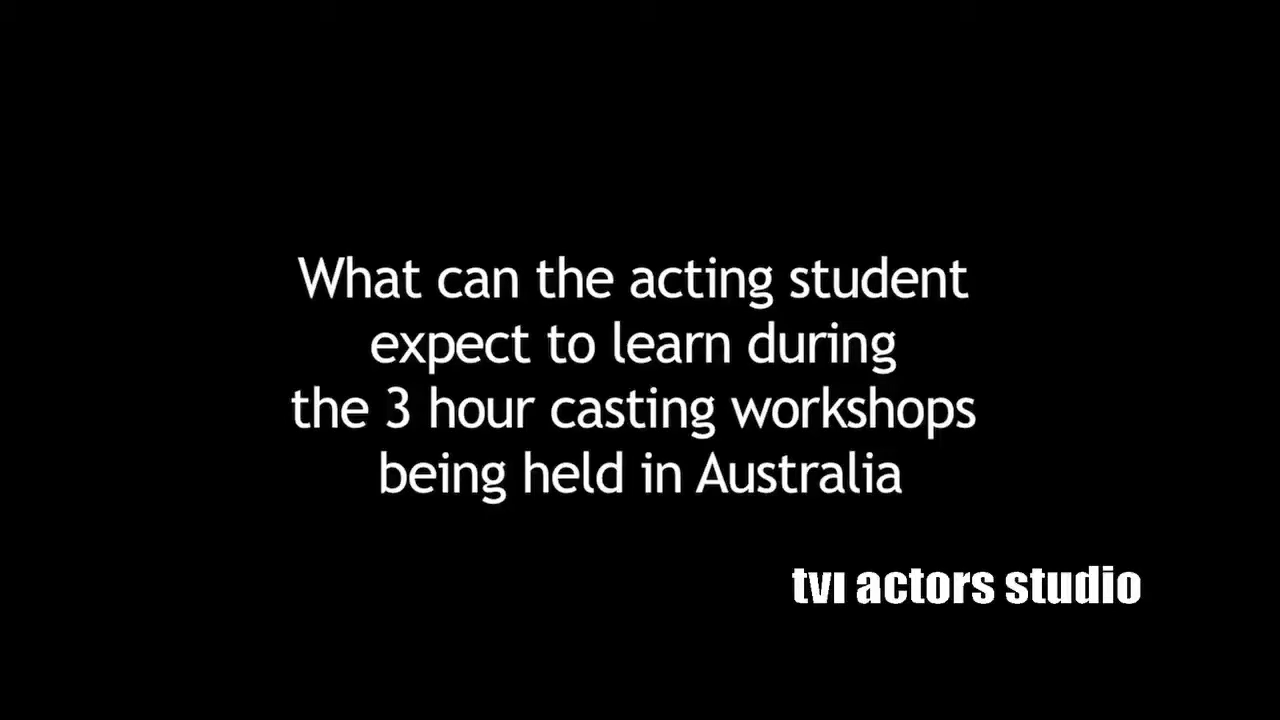 What can the acting student
expect to learn during
the 3 hour casting workshops
being held in Australia
tvı actors studio